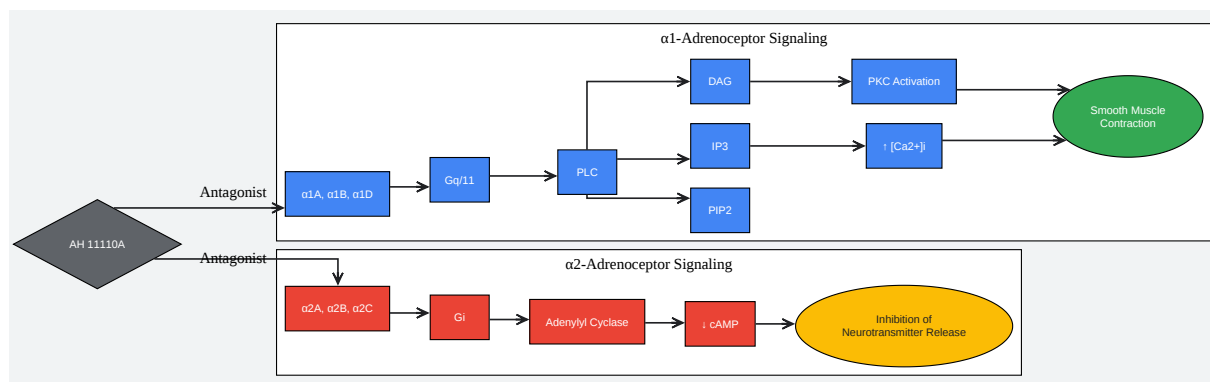 α1-Adrenoceptor Signaling
DAG
PKC Activation
Smooth Muscle
Contraction
IP3
↑ [Ca2+]i
PLC
Gq/11
α1A, α1B, α1D
Antagonist
PIP2
AH 11110A
Antagonist
α2-Adrenoceptor Signaling
α2A, α2B, α2C
Gi
Adenylyl Cyclase
↓ cAMP
Inhibition of
Neurotransmitter Release